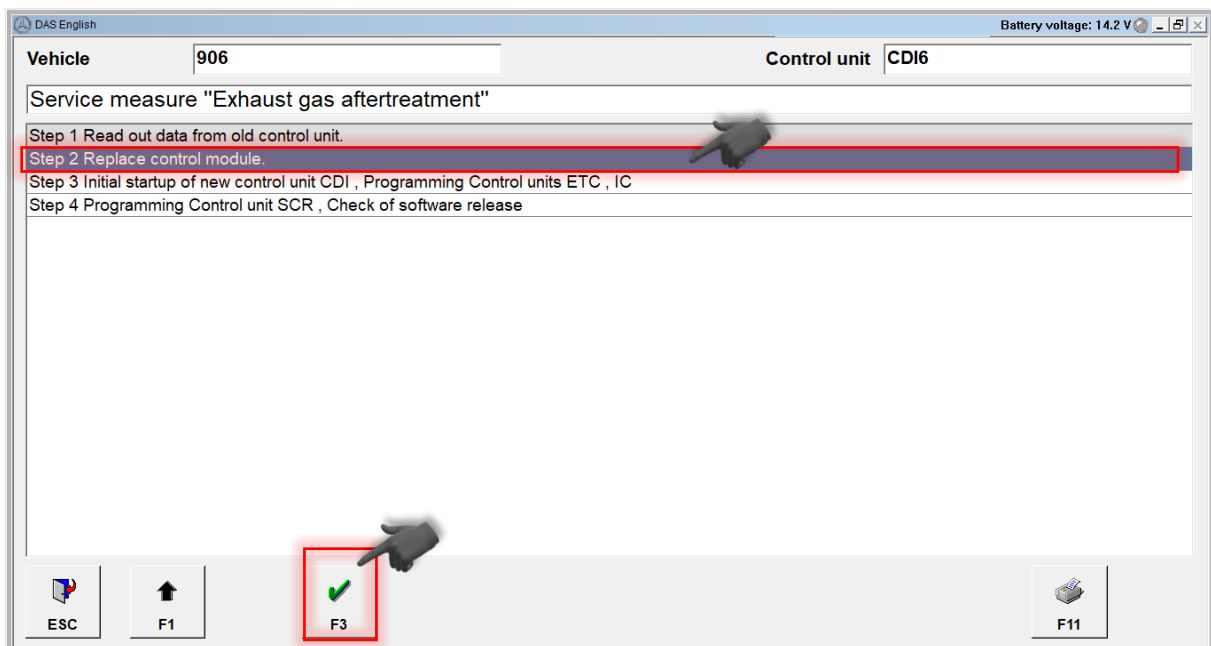 DAS English
Battery voltage: 14.2 V
Vehicle 906 Control unit CDI6
Service measure "Exhaust gas aftertreatment"
Step 1 Read out data from old control unit.
Step 2 Replace control module.
Step 3 Initial startup of new control unit CDI , Programming Control units ETC , IC
Step 4 Programming Control unit SCR , Check of software release
ESC F1 F3 F11